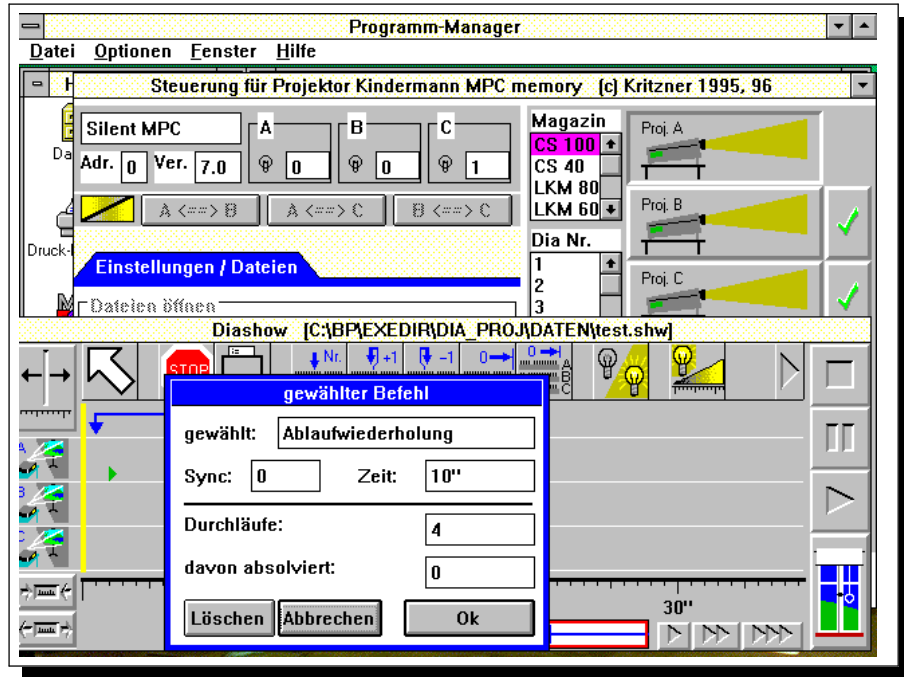 Programm-Manager
Datei Optionen Fenster Hilfe
Steuerung für Projektor Kindermann MPC memory (c) Kritzner 1995, 96
Silent MPC
Adr. 0 Ver. 7.0
A
0
B
0
C
1
A <==> B
A <==> C
B <==> C
Magazin
CS 100
CS 40
LKM 80
LKM 60
Dia Nr.
1
2
3
Proj. A
Proj. B
Proj. C
Druck-
Einstellungen / Dateien
Dateien öffnen
Diashow [C:\BP\EXEDIR\DIA_PROJ\DATEN\test.shw]
STOP
Nr. +1 -1 0 0
A
B
C
A
B
C
gewählter Befehl
gewählt: Ablaufwiederholung
Sync: 0 Zeit: 10''
Durchläufe: 4
davon absolviert: 0
Löschen Abbrechen Ok
30''